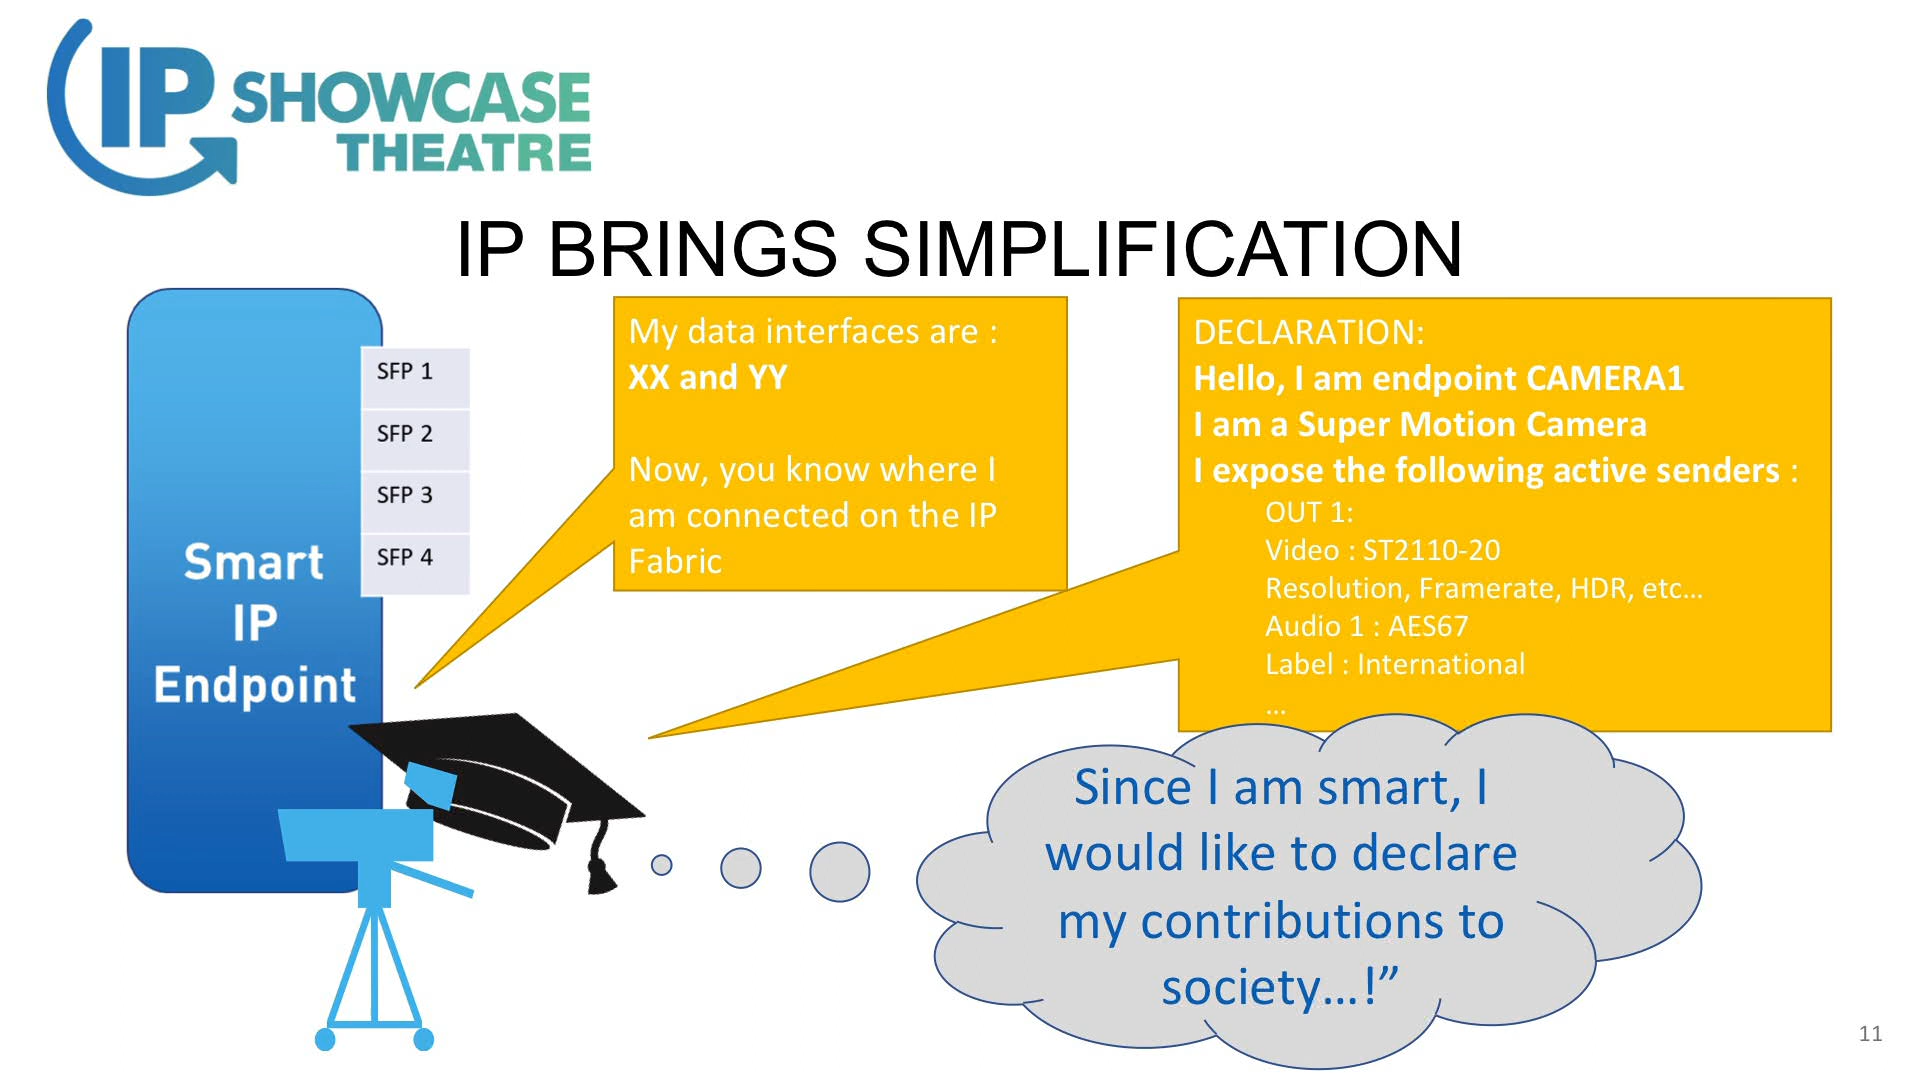 IP SHOWCASE
THEATRE
IP BRINGS SIMPLIFICATION
SFP 1
SFP 2
SFP 3
SFP 4
Smart
IP
Endpoint
My data interfaces are :
XX and YY
Now, you know where I
am connected on the IP
Fabric
DECLARATION:
Hello, I am endpoint CAMERA1
I am a Super Motion Camera
I expose the following active senders :
OUT 1:
Video : ST2110-20
Resolution, Framerate, HDR, etc...
Audio 1 : AES67
Label : International
...
Since I am smart, I
would like to declare
my contributions to
society...!”
11